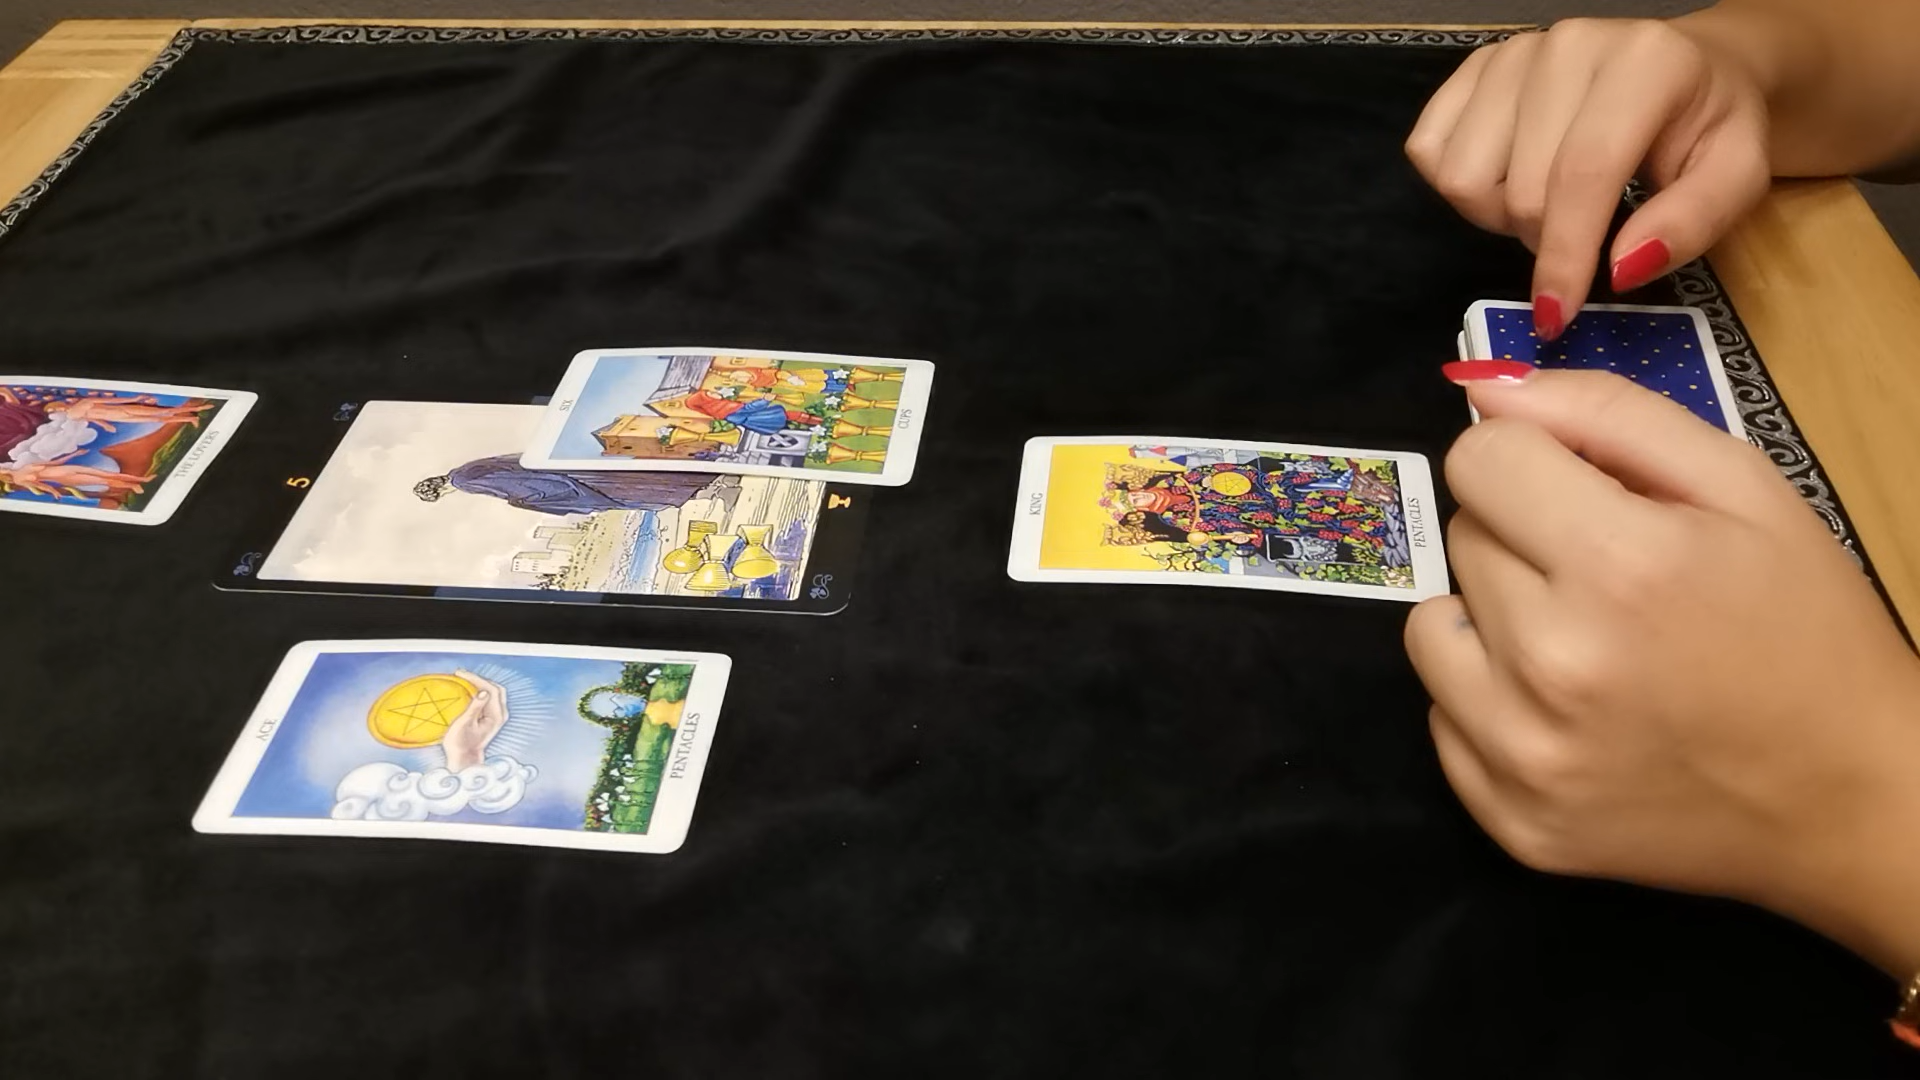 THE LOVERS
5
SIX
CUPS
KING
PENTACLES
ACE
PENTACLES